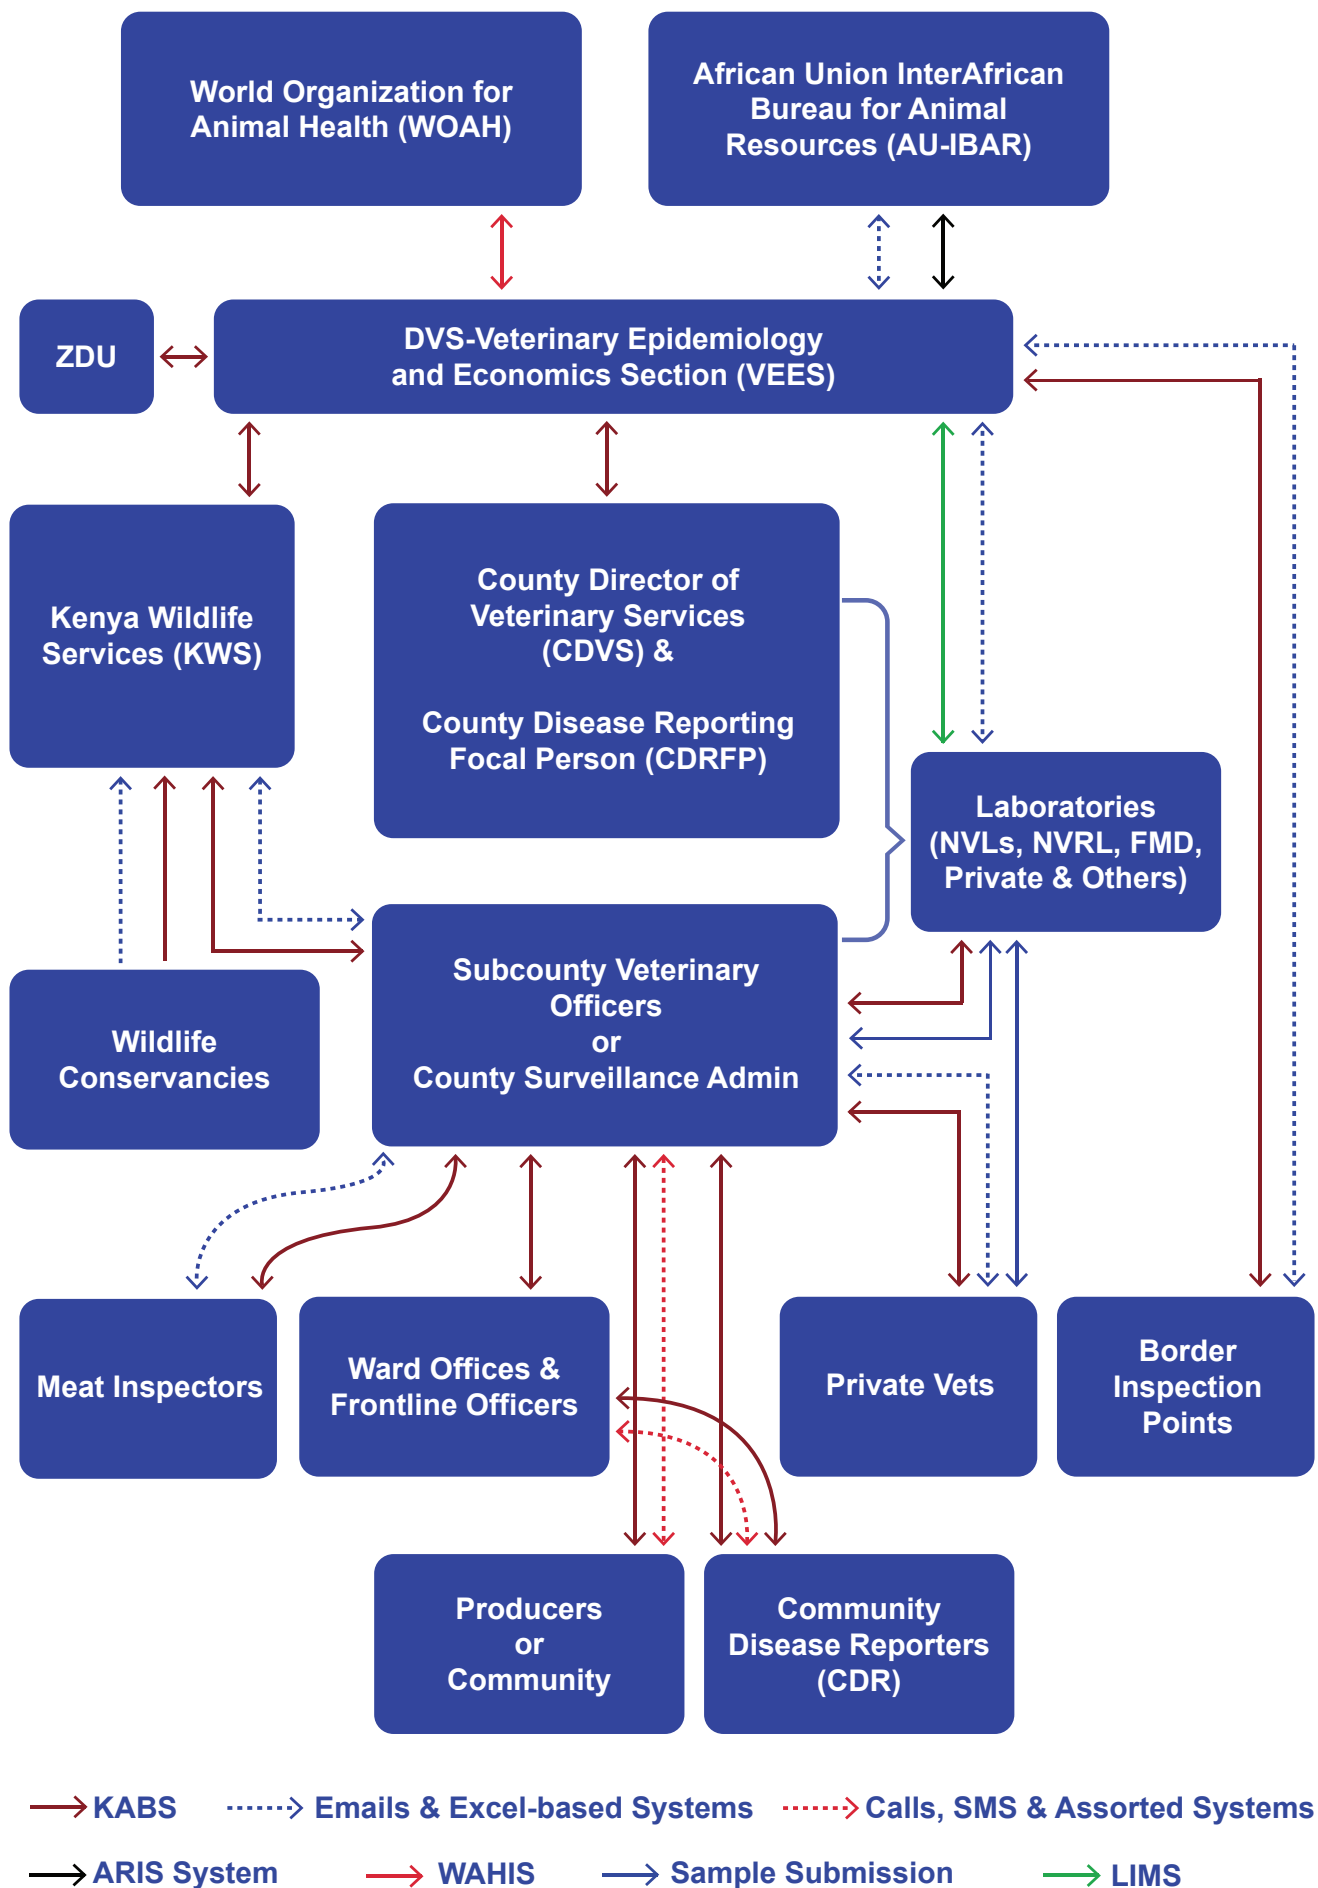 World Organization for
Animal Health (WOAH)
African Union InterAfrican
Bureau for Animal
Resources (AU-IBAR)
ZDU
DVS-Veterinary Epidemiology
and Economics Section (VEES)
Kenya Wildlife
Services (KWS)
County Director of
Veterinary Services
(CDVS) &
County Disease Reporting
Focal Person (CDRFP)
Laboratories
(NVLs, NVRL, FMD,
Private & Others)
Wildlife
Conservancies
Subcounty Veterinary
Officers
or
County Surveillance Admin
Meat Inspectors
Ward Offices &
Frontline Officers
Private Vets
Border
Inspection
Points
Producers
or
Community
Community
Disease Reporters
(CDR)
KABS
Emails & Excel-based Systems
Calls, SMS & Assorted Systems
ARIS System
WAHIS
Sample Submission
LIMS